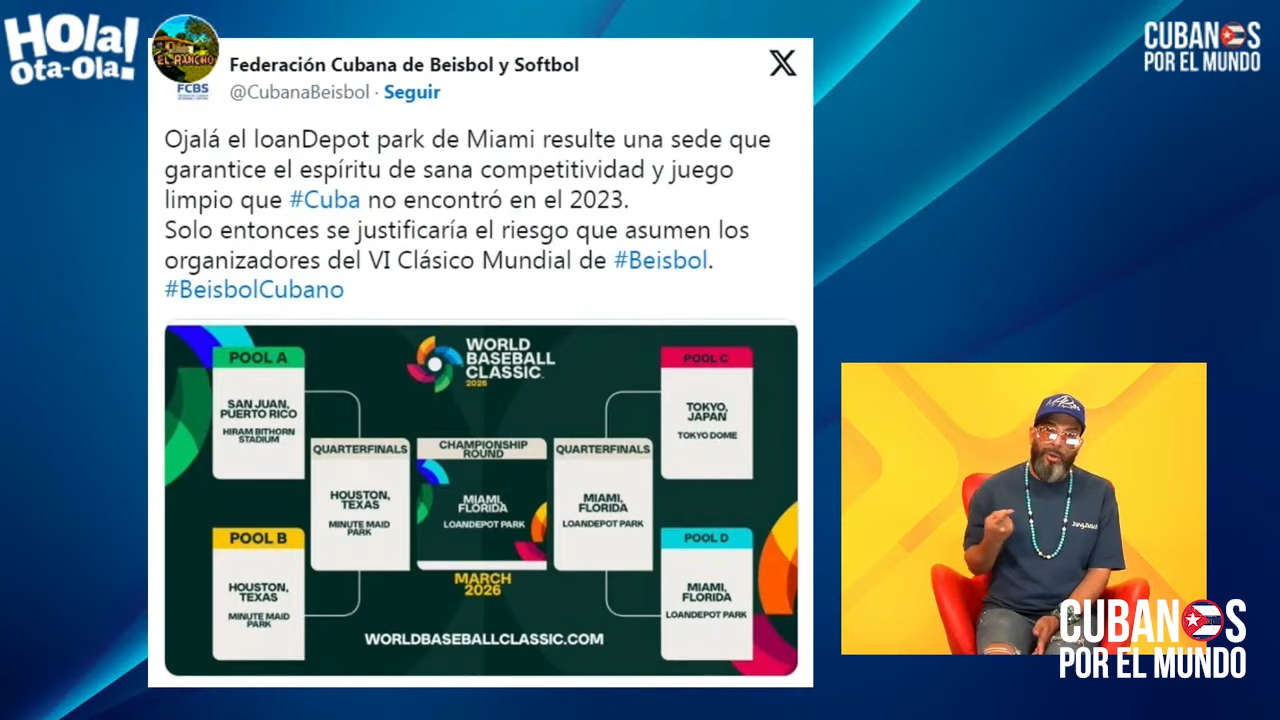 HOla!
Ota-Ola!
EL RANCHO
FCBS
Federación Cubana de Beisbol y Softbol
@CubanaBeisbol · Seguir
X
CUBANOS
POR EL MUNDO
Ojalá el loanDepot park de Miami resulte una sede que
garantice el espíritu de sana competitividad y juego
limpio que #Cuba no encontró en el 2023.
Solo entonces se justificaría el riesgo que asumen los
organizadores del VI Clásico Mundial de #Beisbol.
#BeisbolCubano
WORLD
BASEBALL
CLASSIC™
2026
POOL A
SAN JUAN,
PUERTO RICO
HIRAM BITHORN
STADIUM
POOL B
HOUSTON,
TEXAS
MINUTE MAID
PARK
QUARTERFINALS
HOUSTON,
TEXAS
MINUTE MAID
PARK
CHAMPIONSHIP
ROUND
MIAMI,
FLORIDA
LOANDEPOT PARK
MARCH
2026
QUARTERFINALS
MIAMI,
FLORIDA
LOANDEPOT PARK
POOL C
TOKYO,
JAPAN
TOKYO DOME
POOL D
MIAMI,
FLORIDA
LOANDEPOT PARK
WORLDBASEBALLCLASSIC.COM
CUBANOS
POR EL MUNDO